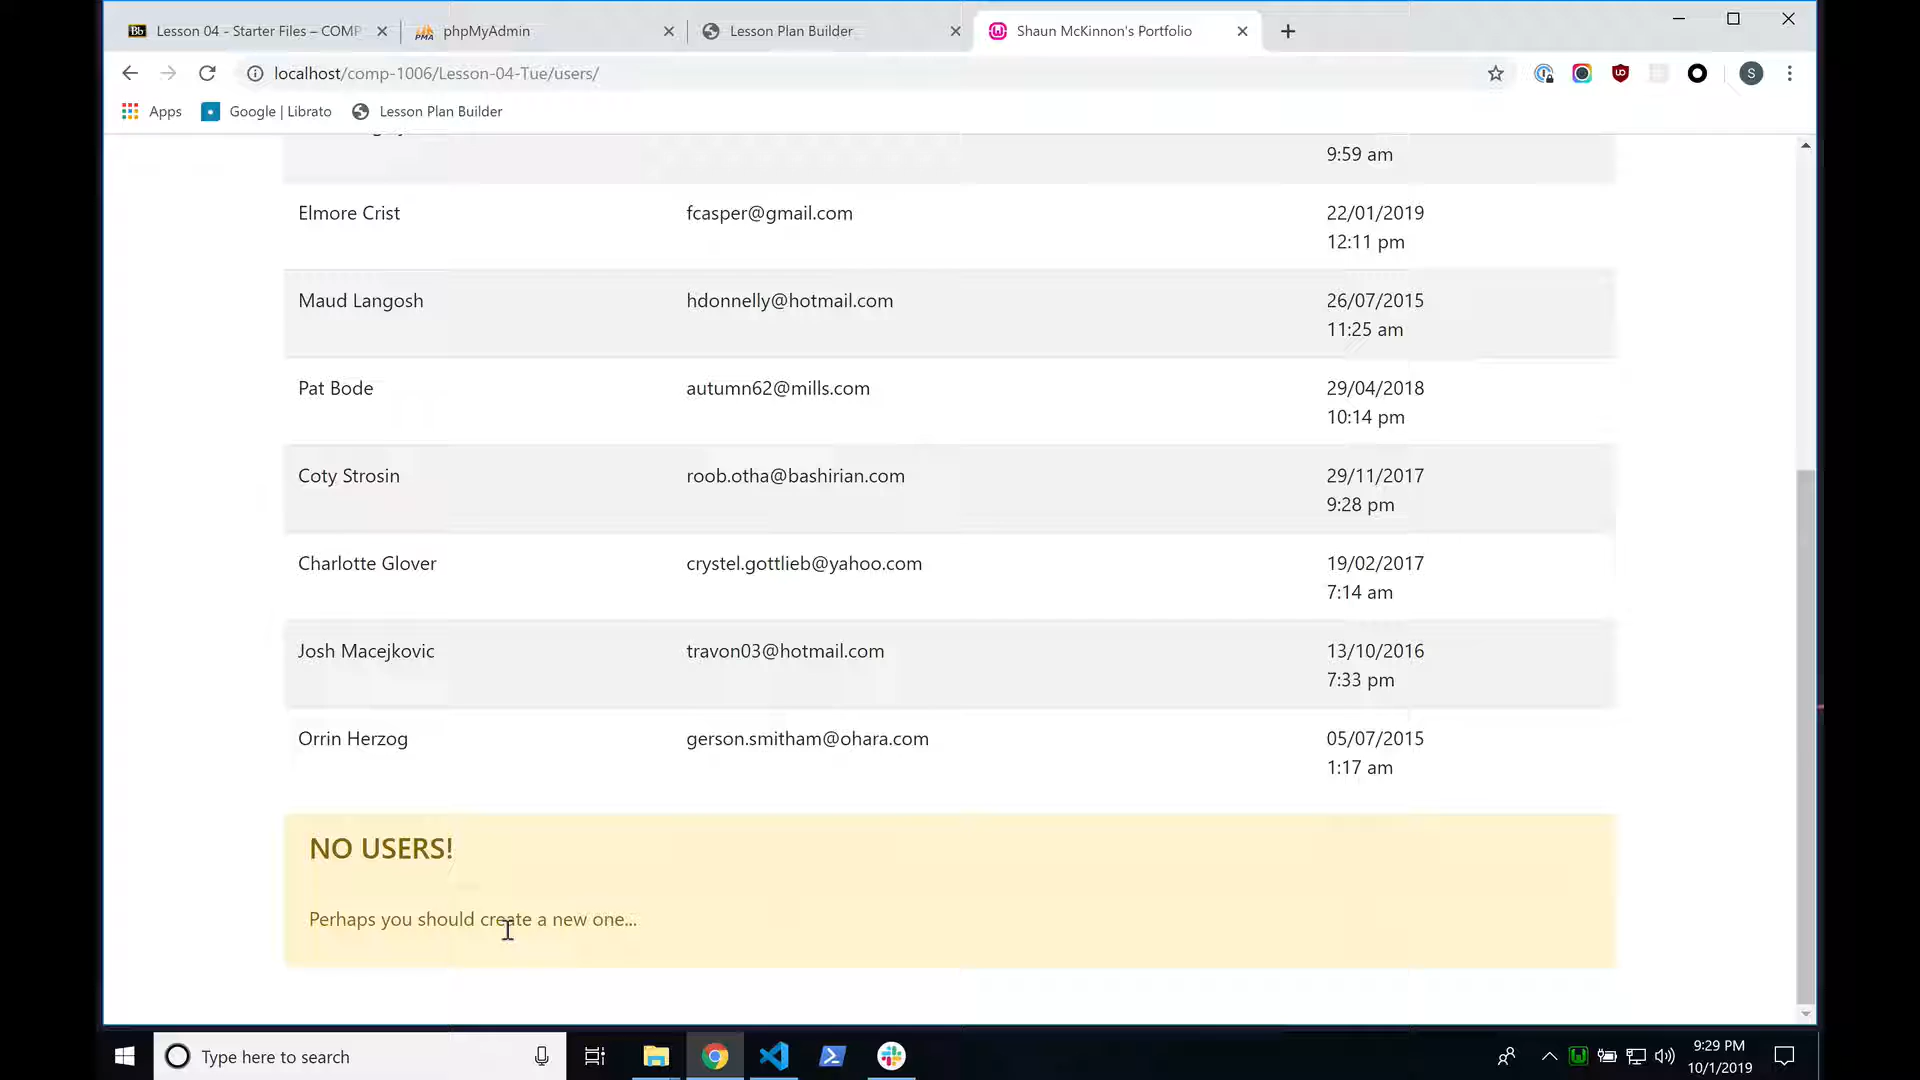 Lesson 04 - Starter Files – COMP
phpMyAdmin
Lesson Plan Builder
Shaun McKinnon's Portfolio
localhost/comp-1006/Lesson-04-Tue/users/
S
Apps
Google | Librato
Lesson Plan Builder
9:59 am
Elmore Crist
fcasper@gmail.com
22/01/2019
12:11 pm
Maud Langosh
hdonnelly@hotmail.com
26/07/2015
11:25 am
Pat Bode
autumn62@mills.com
29/04/2018
10:14 pm
Coty Strosin
roob.otha@bashirian.com
29/11/2017
9:28 pm
Charlotte Glover
crystel.gottlieb@yahoo.com
19/02/2017
7:14 am
Josh Macejkovic
travon03@hotmail.com
13/10/2016
7:33 pm
Orrin Herzog
gerson.smitham@ohara.com
05/07/2015
1:17 am
NO USERS!
Perhaps you should create a new one...
Type here to search
9:29 PM
10/1/2019